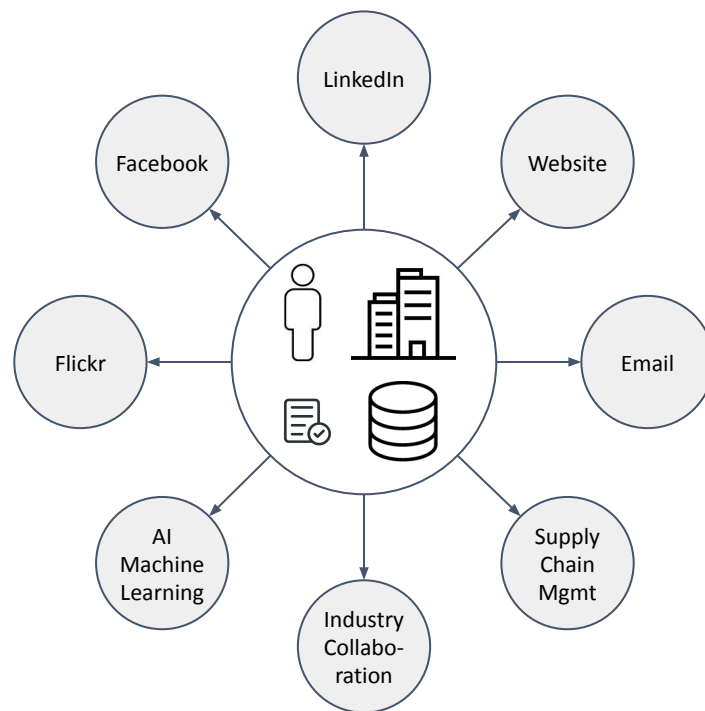 LinkedIn
Facebook
Website
Flickr
Email
AI
Machine
Learning
Supply
Chain
Mgmt
Industry
Collabo-
ration